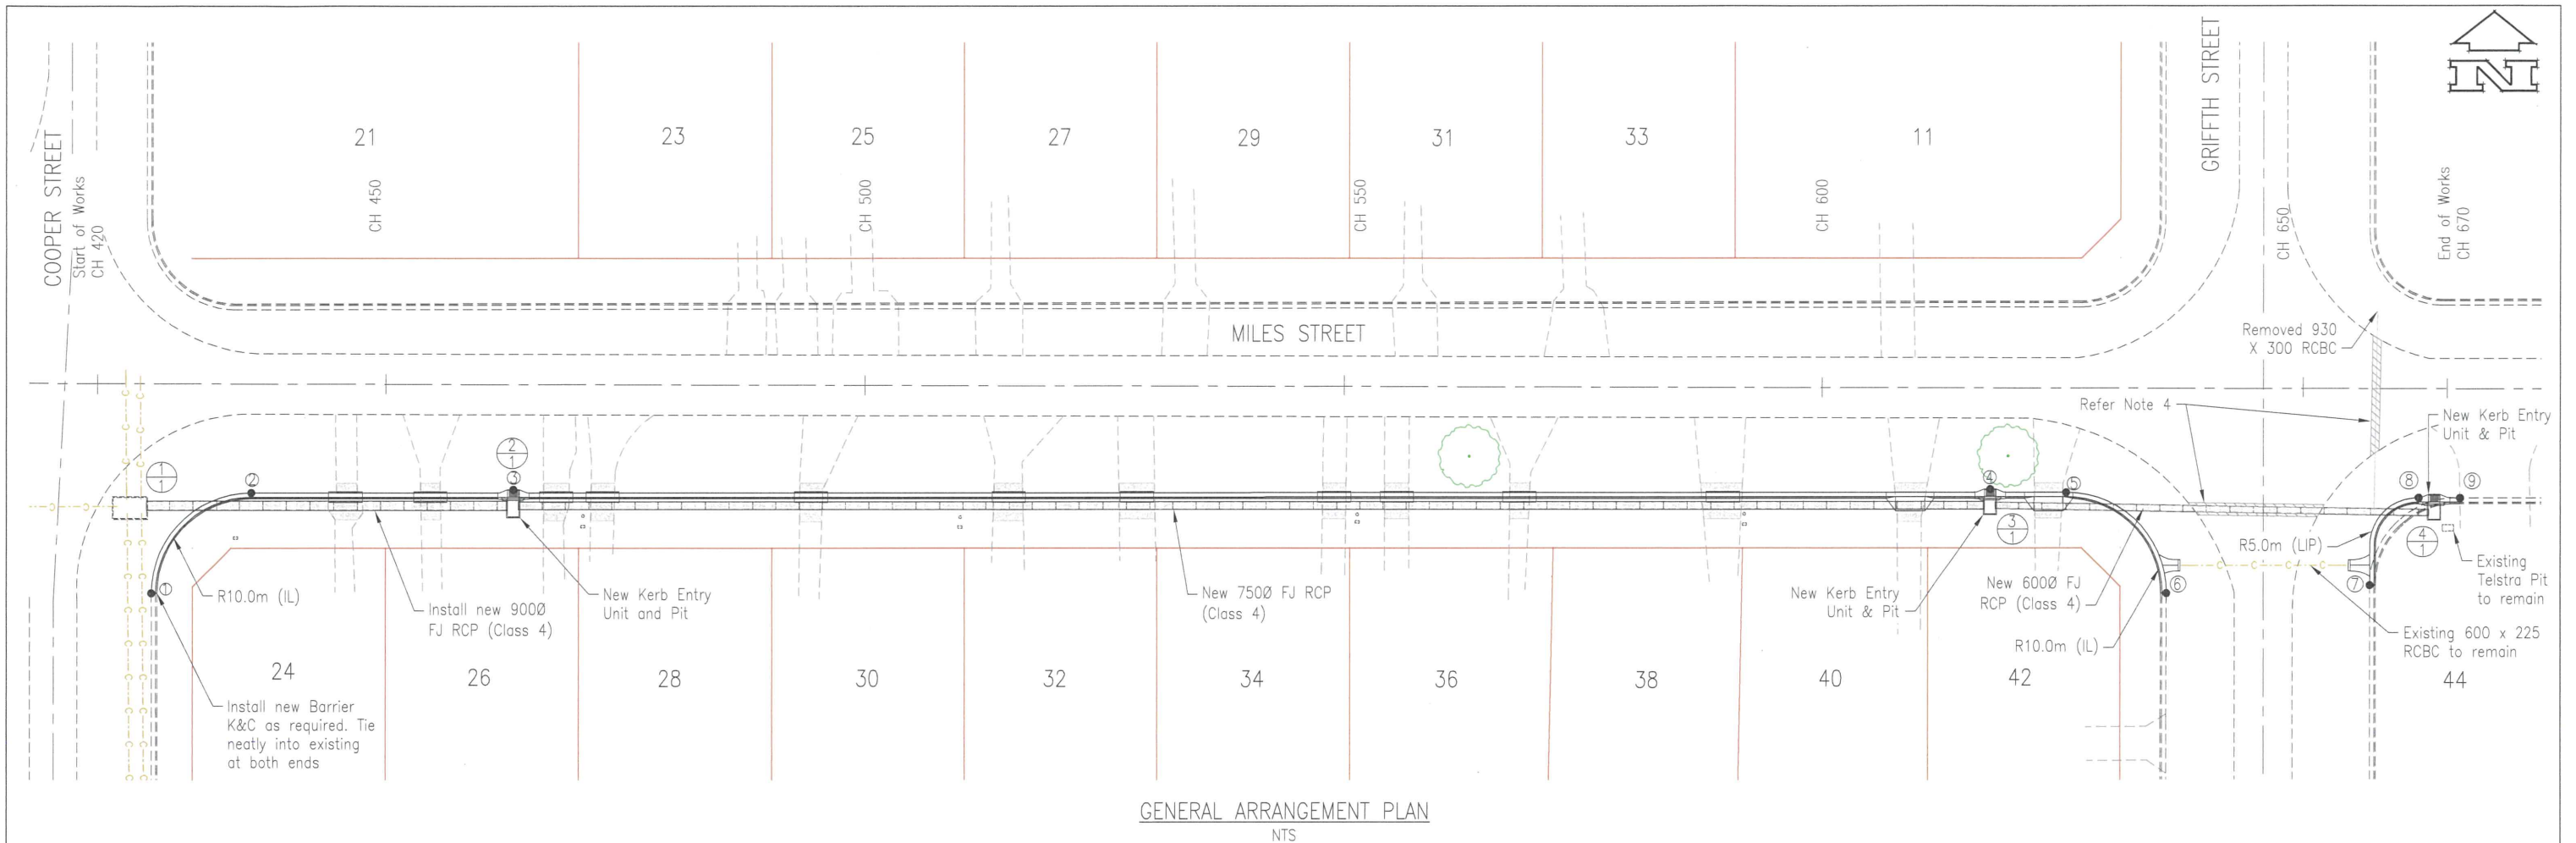 COOPER STREET
Start of Works
CH 420
21
23
25
27
29
31
33
11
CH 450
CH 500
CH 550
CH 600
GRIFFTH STREET
CH 650
End of Works
CH 670
N
MILES STREET
Removed 930
X 300 RCBC
Refer Note 4
New Kerb Entry
Unit & Pit
1
1
2
2
1
3
4
5
8
9
3
1
4
1
R5.0m (LIP)
Existing
Telstra Pit
to remain
1
R10.0m (IL)
Install new 900Ø
FJ RCP (Class 4)
New Kerb Entry
Unit and Pit
New 750Ø FJ RCP
(Class 4)
New Kerb Entry
Unit & Pit
New 600Ø FJ
RCP (Class 4)
6
7
R10.0m (IL)
Existing 600 x 225
RCBC to remain
24
26
28
30
32
34
36
38
40
42
44
Install new Barrier
K&C as required. Tie
neatly into existing
at both ends
GENERAL ARRANGEMENT PLAN
NTS